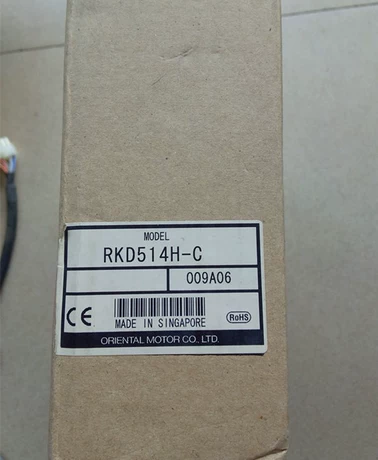 MODEL
RKD514H-C
009A06
CE
MADE IN SINGAPORE
RoHS
ORIENTAL MOTOR CO., LTD.